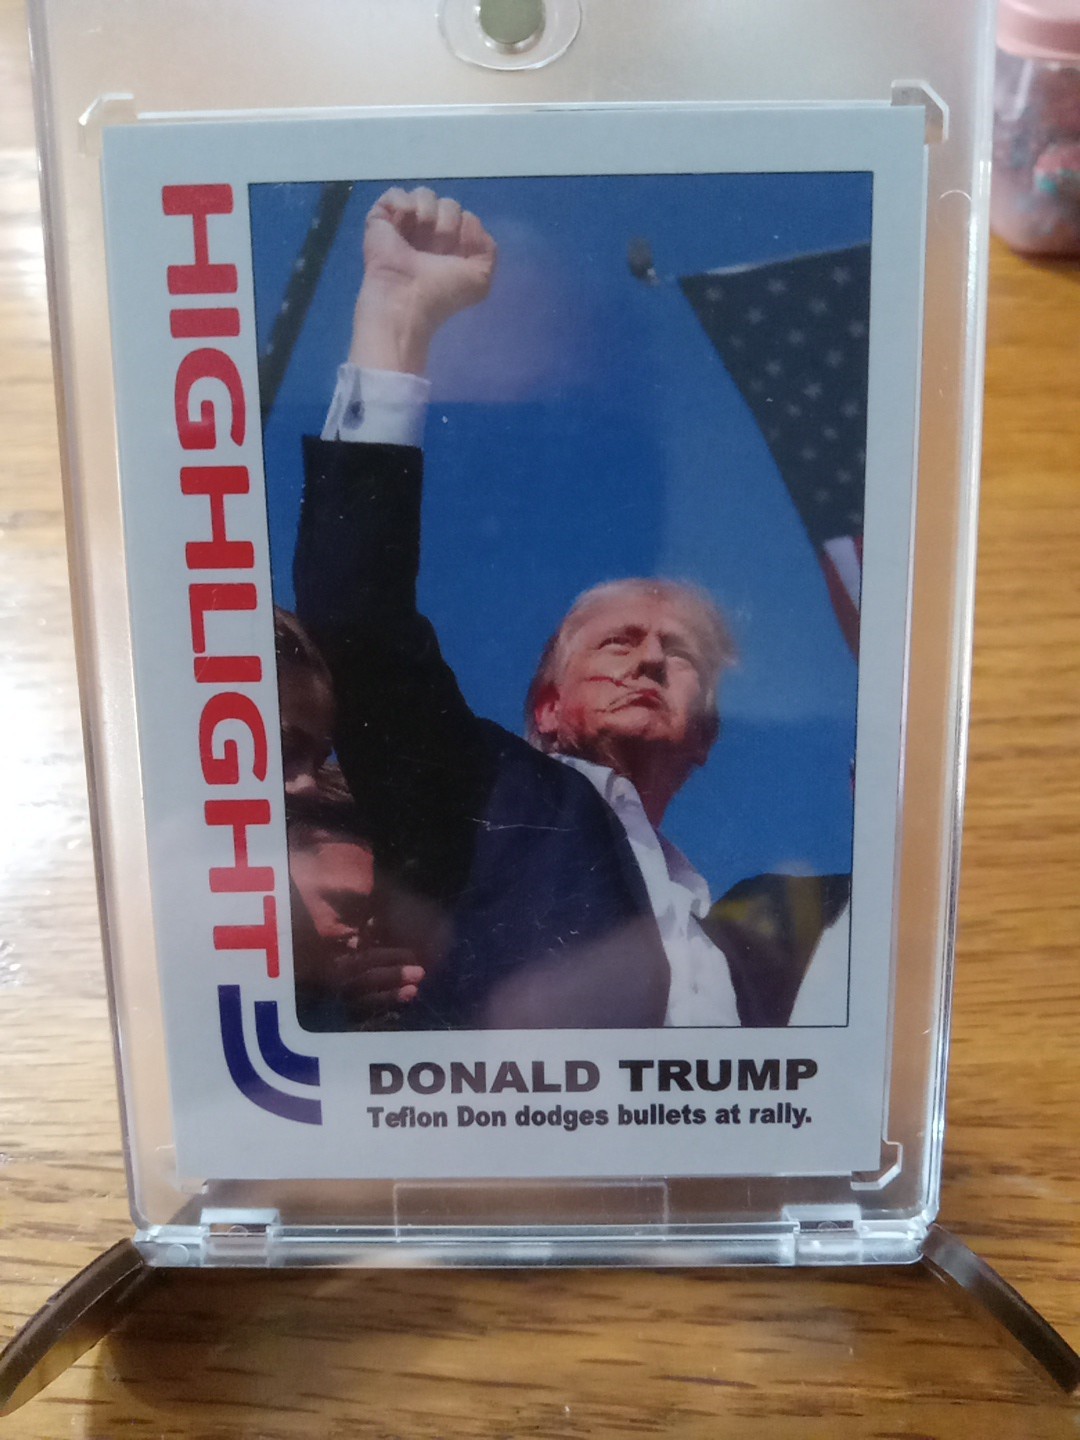 HIGHLIGHT
DONALD TRUMP
Teflon Don dodges bullets at rally.